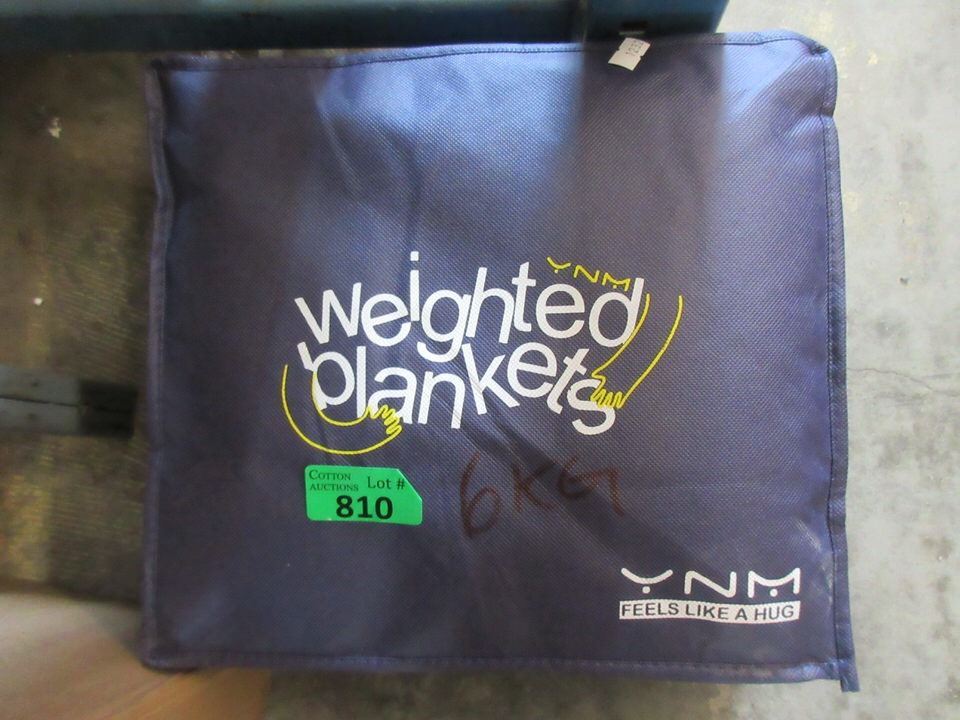 YNM
weighted
blankets
COTTON
AUCTIONS Lot #
810
6KG
YNM
FEELS LIKE A HUG